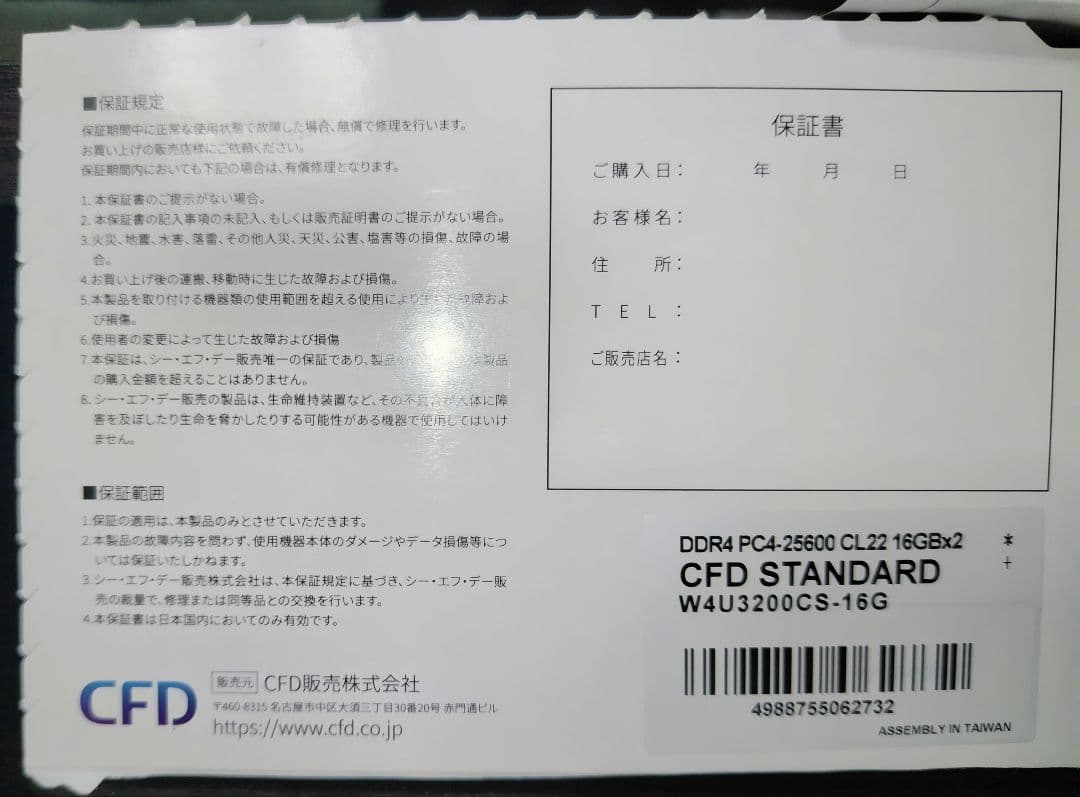 ■保証規定
保証期間中に正常な使用状態で故障した場合、無償で修理を行います。
お買い上げの販売店様にご依頼ください。
保証期間内においても下記の場合は、有償修理となります。
1.本保証書のご提示がない場合。
2.本保証書の記入事項の未記入、もしくは販売証明書のご提示がない場合。
3.火災、地震、水害、落雷、その他人災、天災、公害、塩害等の損傷、故障の場
合。
4.お買い上げ後の運搬、移動時に生じた故障および損傷。
5.本製品を取り付ける機器類の使用範囲を超える使用により生じた故障およ
び損傷。
6.使用者の変更によって生じた故障および損傷
7.本保証は、シー・エフ・デー販売唯一の保証であり、製品の 製品
の購入金額を超えることはありません。
8.シー・エフ・デー販売の製品は、生命維持装置など、その不具合が人体に障
害を及ぼしたり生命を脅かしたりする可能性がある機器で使用してはいけ
ません。
■保証範囲
1.保証の適用は、本製品のみとさせていただきます。
2.本製品の故障内容を問わず、使用機器本体のダメージやデータ損傷等につ
いては保証いたしかねます。
3.シー・エフ・デー販売株式会社は、本保証規定に基づき、シー・エフ・デー販
売の裁量で、修理または同等品との交換を行います。
4.本保証書は日本国内においてのみ有効です。
CFD
販売元 CFD販売株式会社
〒460-8315 名古屋市中区大須三丁目30番20号 赤門通ビル
https://www.cfd.co.jp
保証書
ご購入日： 年 月 日
お客様名：
住 所：
T E L ：
ご販売店名：
DDR4 PC4-25600 CL22 16GBx2 *
CFD STANDARD +
W4U3200CS-16G
4988755062732
ASSEMBLY IN TAIWAN